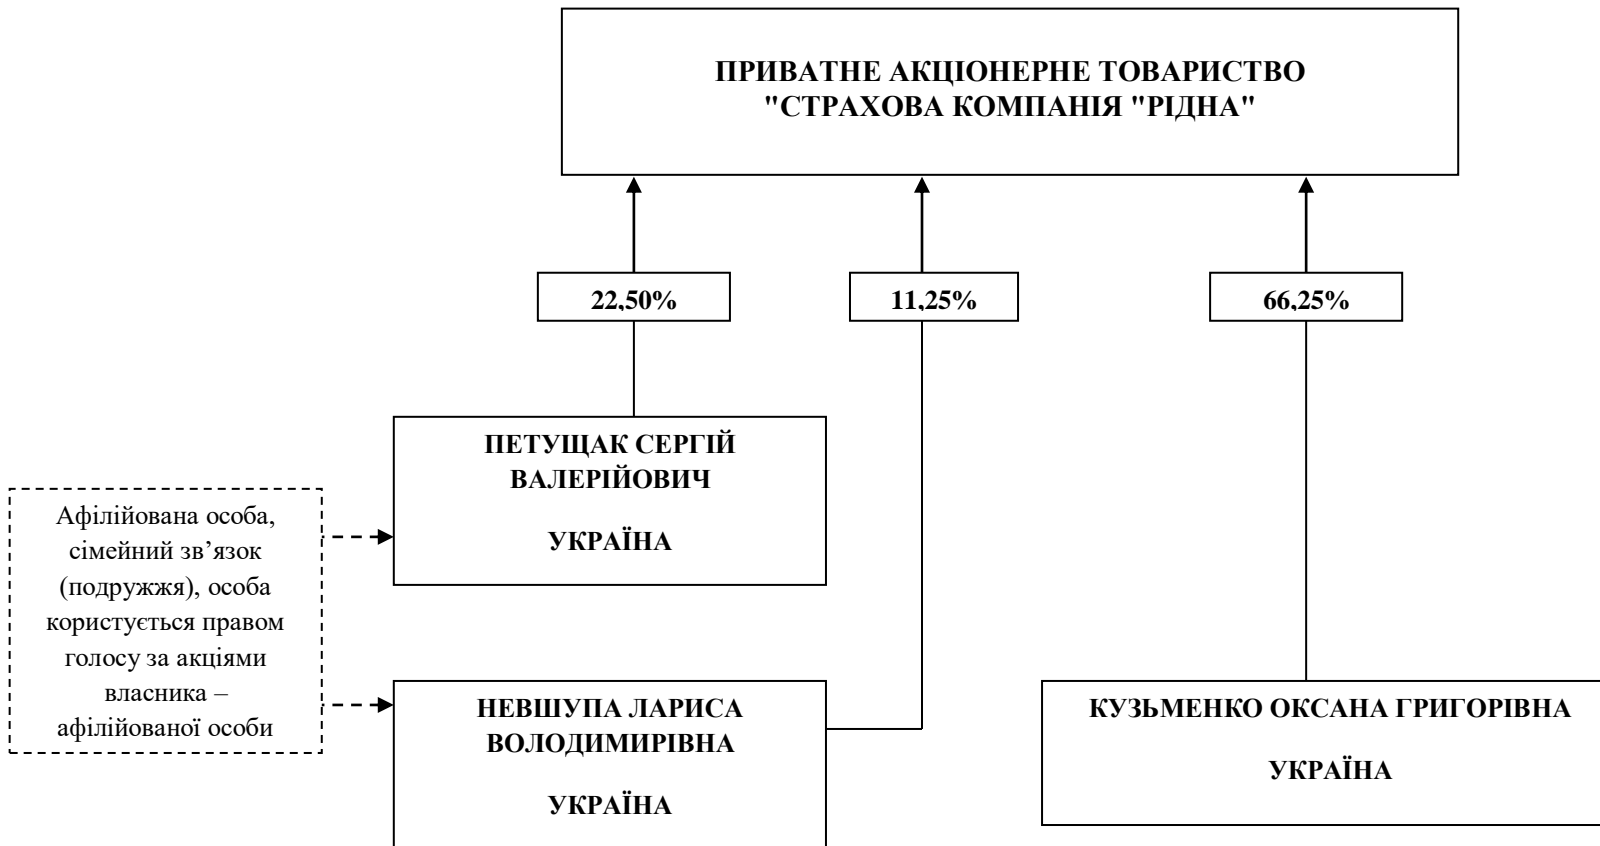 ПРИВАТНЕ АКЦІОНЕРНЕ ТОВАРИСТВО
"СТРАХОВА КОМПАНІЯ "РІДНА"
22,50%
11,25%
66,25%
ПЕТУЩАК СЕРГІЙ
ВАЛЕРІЙОВИЧ
УКРАЇНА
Афілійована особа,
сімейний зв’язок
(подружжя), особа
користується правом
голосу за акціями
власника –
афілійованої особи
НЕВШУПА ЛАРИСА
ВОЛОДИМИРІВНА
УКРАЇНА
КУЗЬМЕНКО ОКСАНА ГРИГОРІВНА
УКРАЇНА